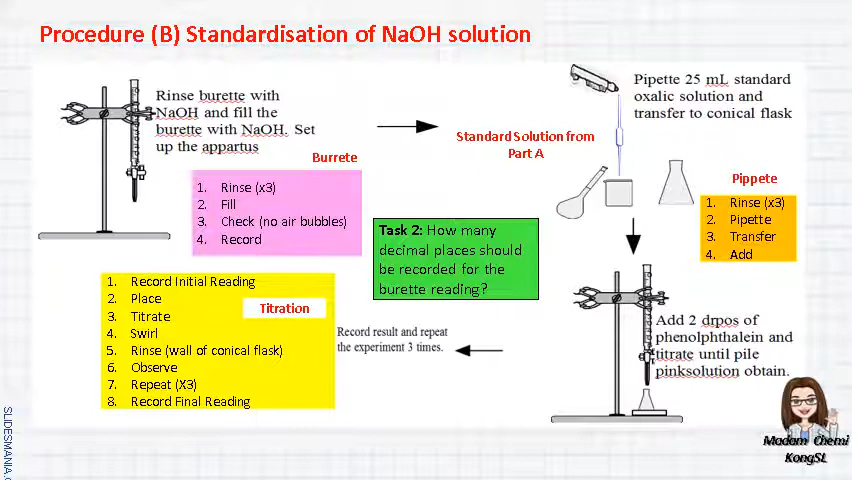 Procedure (B) Standardisation of NaOH solution
Rinse burette with
NaOH and fill the
burette with NaOH. Set
up the appartus
Burrete
1. Rinse (x3)
2. Fill
3. Check (no air bubbles)
4. Record
Standard Solution from
Part A
Pipette 25 mL standard
oxalic solution and
transfer to conical flask
Pippete
1. Rinse (x3)
2. Pipette
3. Transfer
4. Add
Task 2: How many
decimal places should
be recorded for the
burette reading?
Add 2 drpos of
phenolphthalein and
titrate until pile
pinksolution obtain.
Record result and repeat
the experiment 3 times.
Titration
1. Record Initial Reading
2. Place
3. Titrate
4. Swirl
5. Rinse (wall of conical flask)
6. Observe
7. Repeat (X3)
8. Record Final Reading
Madam Chemi
KongSL